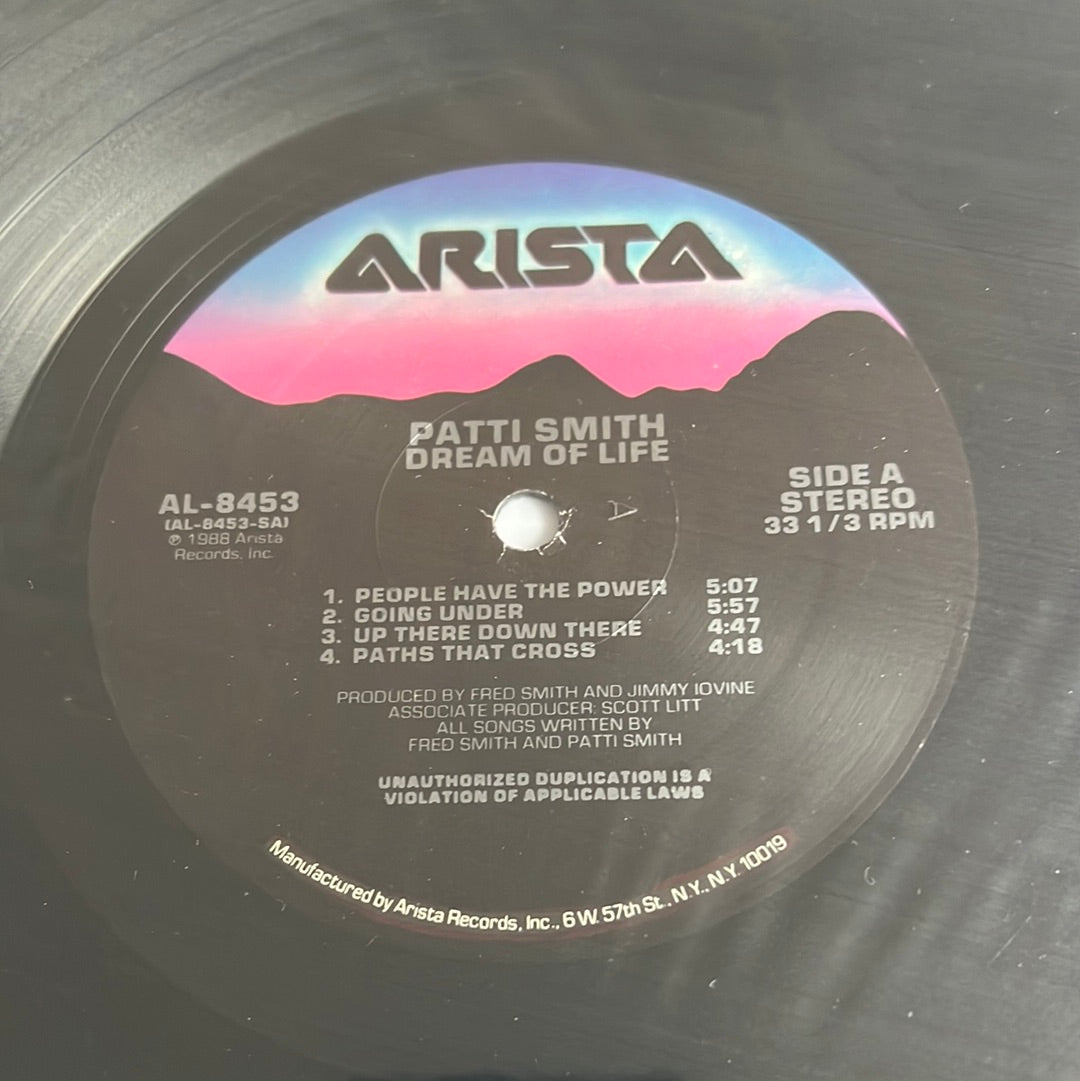 ARISTA
PATTI SMITH
DREAM OF LIFE
AL-8453
(AL-8453-SA)
℗ 1988 Arista
Records, Inc.
SIDE A
STEREO
33 1/3 RPM
1. PEOPLE HAVE THE POWER 5:07
2. GOING UNDER 5:57
3. UP THERE DOWN THERE 4:47
4. PATHS THAT CROSS 4:18
PRODUCED BY FRED SMITH AND JIMMY IOVINE
ASSOCIATE PRODUCER: SCOTT LITT
ALL SONGS WRITTEN BY
FRED SMITH AND PATTI SMITH
UNAUTHORIZED DUPLICATION IS A
VIOLATION OF APPLICABLE LAWS
Manufactured by Arista Records, Inc., 6 W. 57th St., N.Y., N.Y. 10019